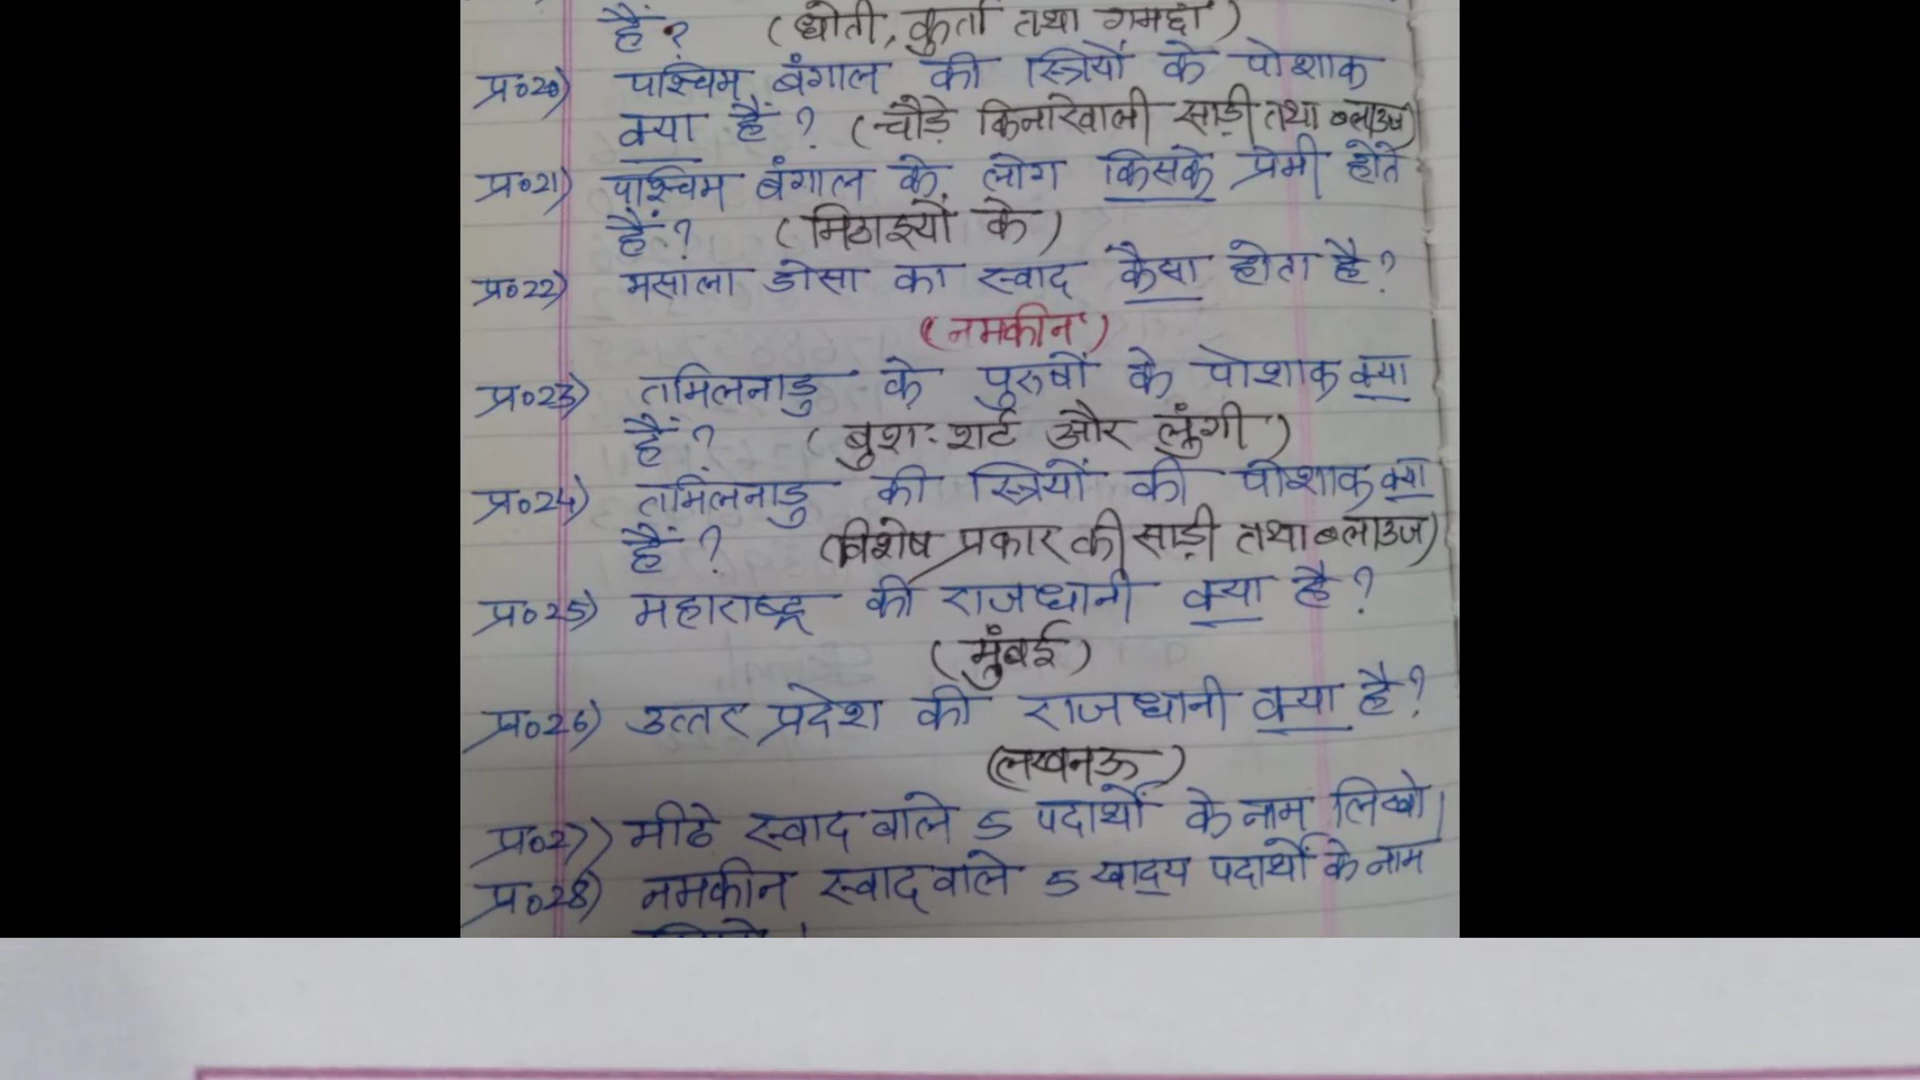 हैं? (धोती, कुर्ता तथा गमछा)
प्र०20) पश्चिम बंगाल की स्त्रियों के पोशाक
क्या हैं? (चौड़े किनारेवाली साड़ी तथा ब्लाउज)
प्र०21) पश्चिम बंगाल के लोग किसके प्रेमी होते
हैं? (मिठाइयों के)
प्र०22) मसाला डोसा का स्वाद कैसा होता है?
(नमकीन)
प्र०23) तमिलनाडु के पुरुषों के पोशाक क्या
हैं? (बुश-शर्ट और लुंगी)
प्र०24) तमिलनाडु की स्त्रियों की पोशाक क्या
हैं? (विशेष प्रकार की साड़ी तथा ब्लाउज)
प्र०25) महाराष्ट्र की राजधानी क्या है?
(मुंबई)
प्र०26) उत्तर प्रदेश की राजधानी क्या है?
(लखनऊ)
प्र०27) मीठे स्वाद वाले 5 पदार्थों के नाम लिखो।
प्र०28) नमकीन स्वाद वाले 5 खाद्य पदार्थों के नाम